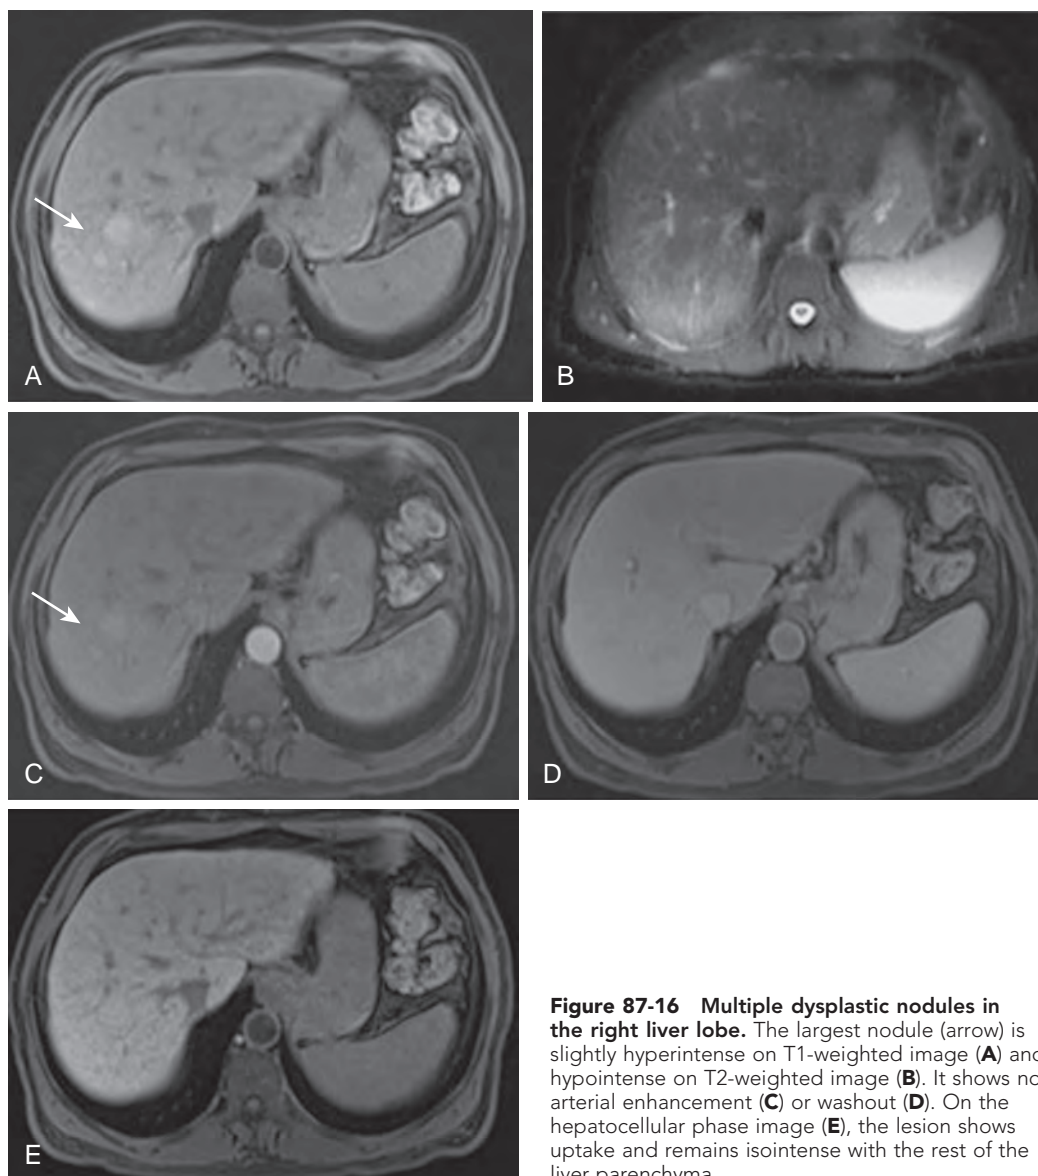 A
B
C
D
E
Figure 87-16 Multiple dysplastic nodules in
the right liver lobe. The largest nodule (arrow) is
slightly hyperintense on T1-weighted image (A) and
hypointense on T2-weighted image (B). It shows no
arterial enhancement (C) or washout (D). On the
hepatocellular phase image (E), the lesion shows
uptake and remains isointense with the rest of the
liver parenchyma